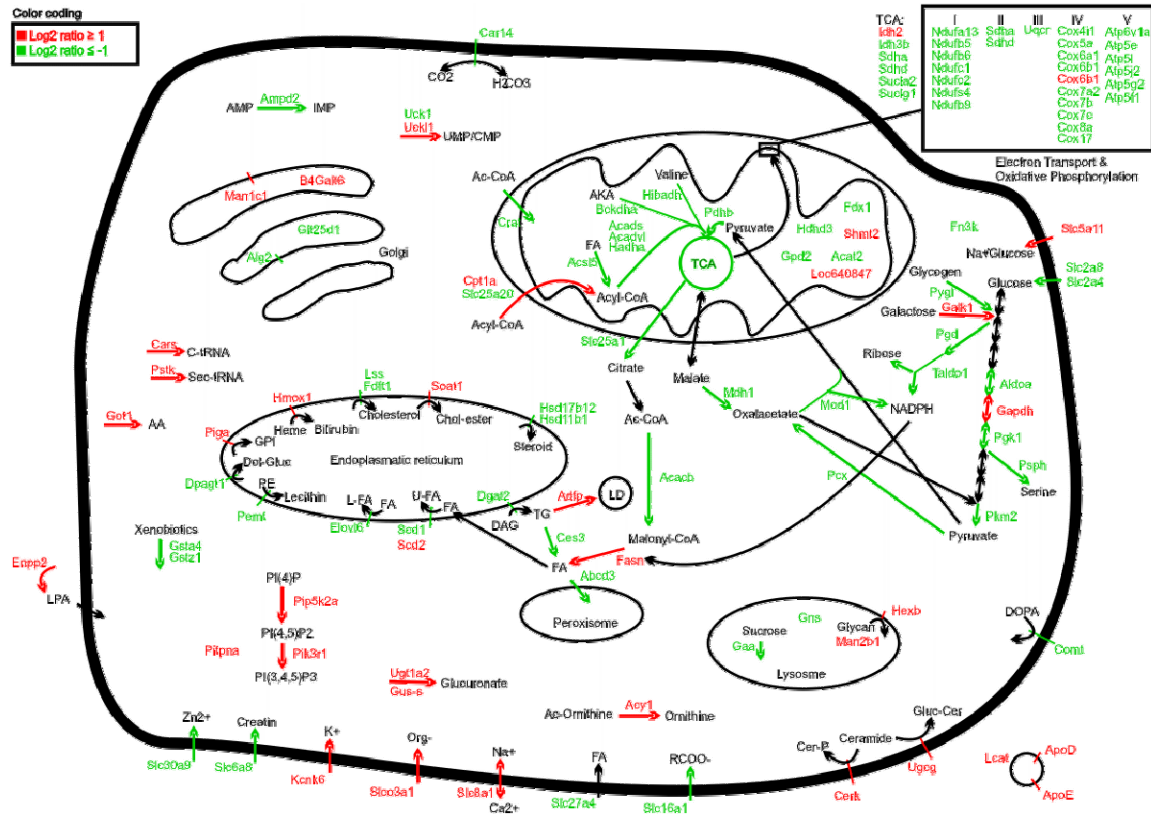 Color coding
Log2 ratio ≥ 1
Log2 ratio ≤ -1
TCA:
Idh2
Idh3b
Sdha
Sdhd
Sucla2
Suclg1
I
Ndufa13
Ndufb5
Ndufb6
Ndufc1
Ndufc2
Ndufs4
Ndufb9
II
Sdha
Sdhd
III
Uqcr
IV
Cox4i1
Cox5a
Cox6a1
Cox6b1
Cox6b1
Cox7a2
Cox7b
Cox7c
Cox8a
Cox17
V
Atp6v1a
Atp5e
Atp5l
Atp5j2
Atp5g2
Atp5f1
Electron Transport &
Oxidative Phosphorylation
Car14
CO2
H2CO3
AMP
Ampd2
IMP
Uck1
Uckl1
UMP/CMP
Man1c1
B4Galt6
Glt25d1
Alg2
Golgi
Ac-CoA
Crat
AKA
Valine
Hibadh
Bckdha
Acads
Acadvl
Hadha
FA
Acsl5
Acyl-CoA
Pdhb
Pyruvate
TCA
Hdhd3
Fdx1
Shmt2
Gpd2
Acat2
Loc640847
Cpt1a
Slc25a20
Acyl-CoA
Slc25a1
Citrate
Malate
Mdh1
Oxalacetate
Mod1
Ac-CoA
Acacb
Malonyl-CoA
Fasn
FA
Fn3k
Slc5a11
Na+/Glucose
Slc2a8
Slc2a4
Glucose
Glycogen
Pygl
Galactose
Galk1
Pgd
Ribose
Taldo1
NADPH
Aldoa
Gapdh
Pgk1
Psph
Serine
Pkm2
Pcx
Pyruvate
Cars
C-tRNA
Pstk
Sec-tRNA
Got1
AA
Hmox1
Heme
Bilirubin
Lss
Fdft1
Cholesterol
Soat1
Chol-ester
Hsd17b12
Hsd11b1
Steroid
Piga
GPI
Dol-Gluc
Dpagt1
Endoplasmatic reticulum
PE
Lecithin
Pemt
L-FA
FA
Elovl6
U-FA
FA
Scd1
Scd2
Dgat2
DAG
TG
Adfp
LD
Ces3
Abcd3
Peroxisome
Xenobiotics
Gsta4
Gstz1
Enpp2
LPA
PI(4)P
Pip5k2a
PI(4,5)P2
Pitpna
Pik3r1
PI(3,4,5)P3
Ugt1a2
Gus-s
Glucuronate
Sucrose
Gaa
Gns
Glycan
Hexb
Man2b1
Lysosme
DOPA
Comt
Ac-Ornithine
Acy1
Ornithine
Zn2+
Slc30a9
Creatin
Slc6a8
K+
Kcnk6
Org-
Slco3a1
Na+
Slc8a1
Ca2+
FA
Slc27a4
RCOO-
Slc16a1
Cer-P
Ceramide
Gluc-Cer
Cerk
Ugcg
Lcat
ApoD
ApoE